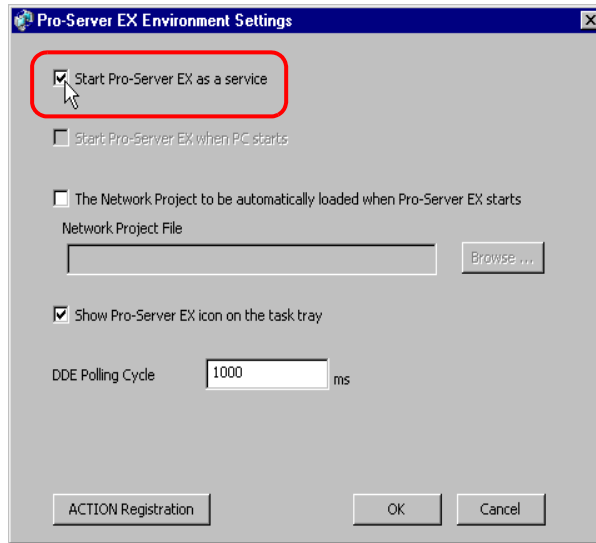 Pro-Server EX Environment Settings
Start Pro-Server EX as a service
Start Pro-Server EX when PC starts
The Network Project to be automatically loaded when Pro-Server EX starts
Network Project File
Browse ...
Show Pro-Server EX icon on the task tray
DDE Polling Cycle 1000 ms
ACTION Registration OK Cancel